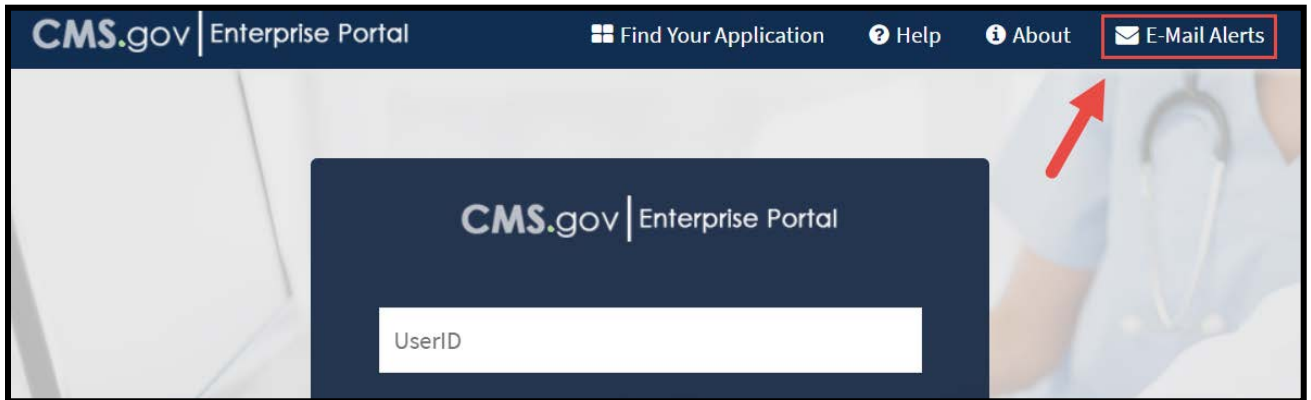 CMS.gov Enterprise Portal Find Your Application Help About E-Mail Alerts
CMS.gov Enterprise Portal
UserID